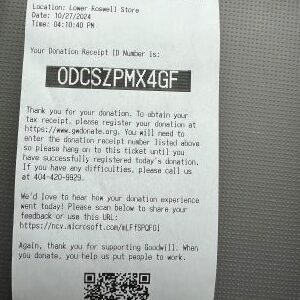 Location: Lower Roswell Store
Date: 10/27/2024
Time: 04:10:40 PM
Your Donation Receipt ID Number is:
ODCSZPMX4GF
Thank you for your donation. To obtain your
tax receipt, please register your donation at
https://www.gwdonate.org. You will need to
enter the donation receipt number listed above
so please hang on to this ticket until you
have successfully registered today's donation.
If you have any difficulties, please call us
at 404-420-9929.
We'd love to hear how your donation experience
went today! Please scan below to share your
feedback or use this URL:
https://ncv.microsoft.com/mLFfSPQFOI
Again, thank you for supporting Goodwill. When
you donate, you help us put people to work.